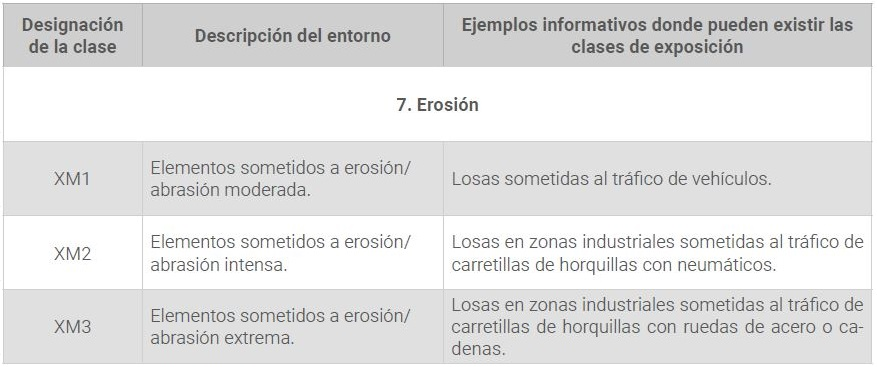 Designación
de la clase
Descripción del entorno
Ejemplos informativos donde pueden existir las
clases de exposición
7. Erosión
XM1
Elementos sometidos a erosión/
abrasión moderada.
Losas sometidas al tráfico de vehículos.
XM2
Elementos sometidos a erosión/
abrasión intensa.
Losas en zonas industriales sometidas al tráfico de
carretillas de horquillas con neumáticos.
XM3
Elementos sometidos a erosión/
abrasión extrema.
Losas en zonas industriales sometidas al tráfico de
carretillas de horquillas con ruedas de acero o ca-
denas.